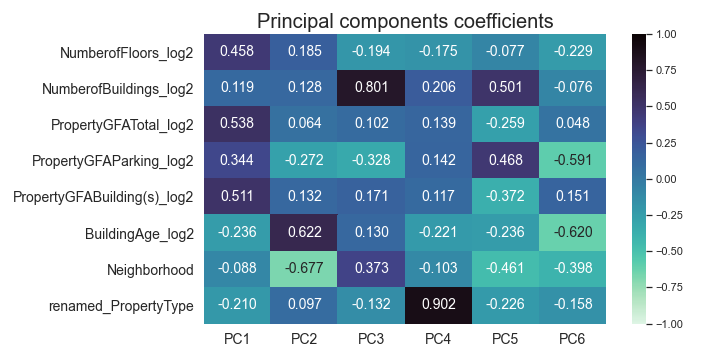 Principal components coefficients
NumberofFloors_log2 0.458 0.185 -0.194 -0.175 -0.077 -0.229
NumberofBuildings_log2 0.119 0.128 0.801 0.206 0.501 -0.076
PropertyGFATotal_log2 0.538 0.064 0.102 0.139 -0.259 0.048
PropertyGFAParking_log2 0.344 -0.272 -0.328 0.142 0.468 -0.591
PropertyGFABuilding(s)_log2 0.511 0.132 0.171 0.117 -0.372 0.151
BuildingAge_log2 -0.236 0.622 0.130 -0.221 -0.236 -0.620
Neighborhood -0.088 -0.677 0.373 -0.103 -0.461 -0.398
renamed_PropertyType -0.210 0.097 -0.132 0.902 -0.226 -0.158
PC1 PC2 PC3 PC4 PC5 PC6
1.00
0.75
0.50
0.25
0.00
-0.25
-0.50
-0.75
-1.00